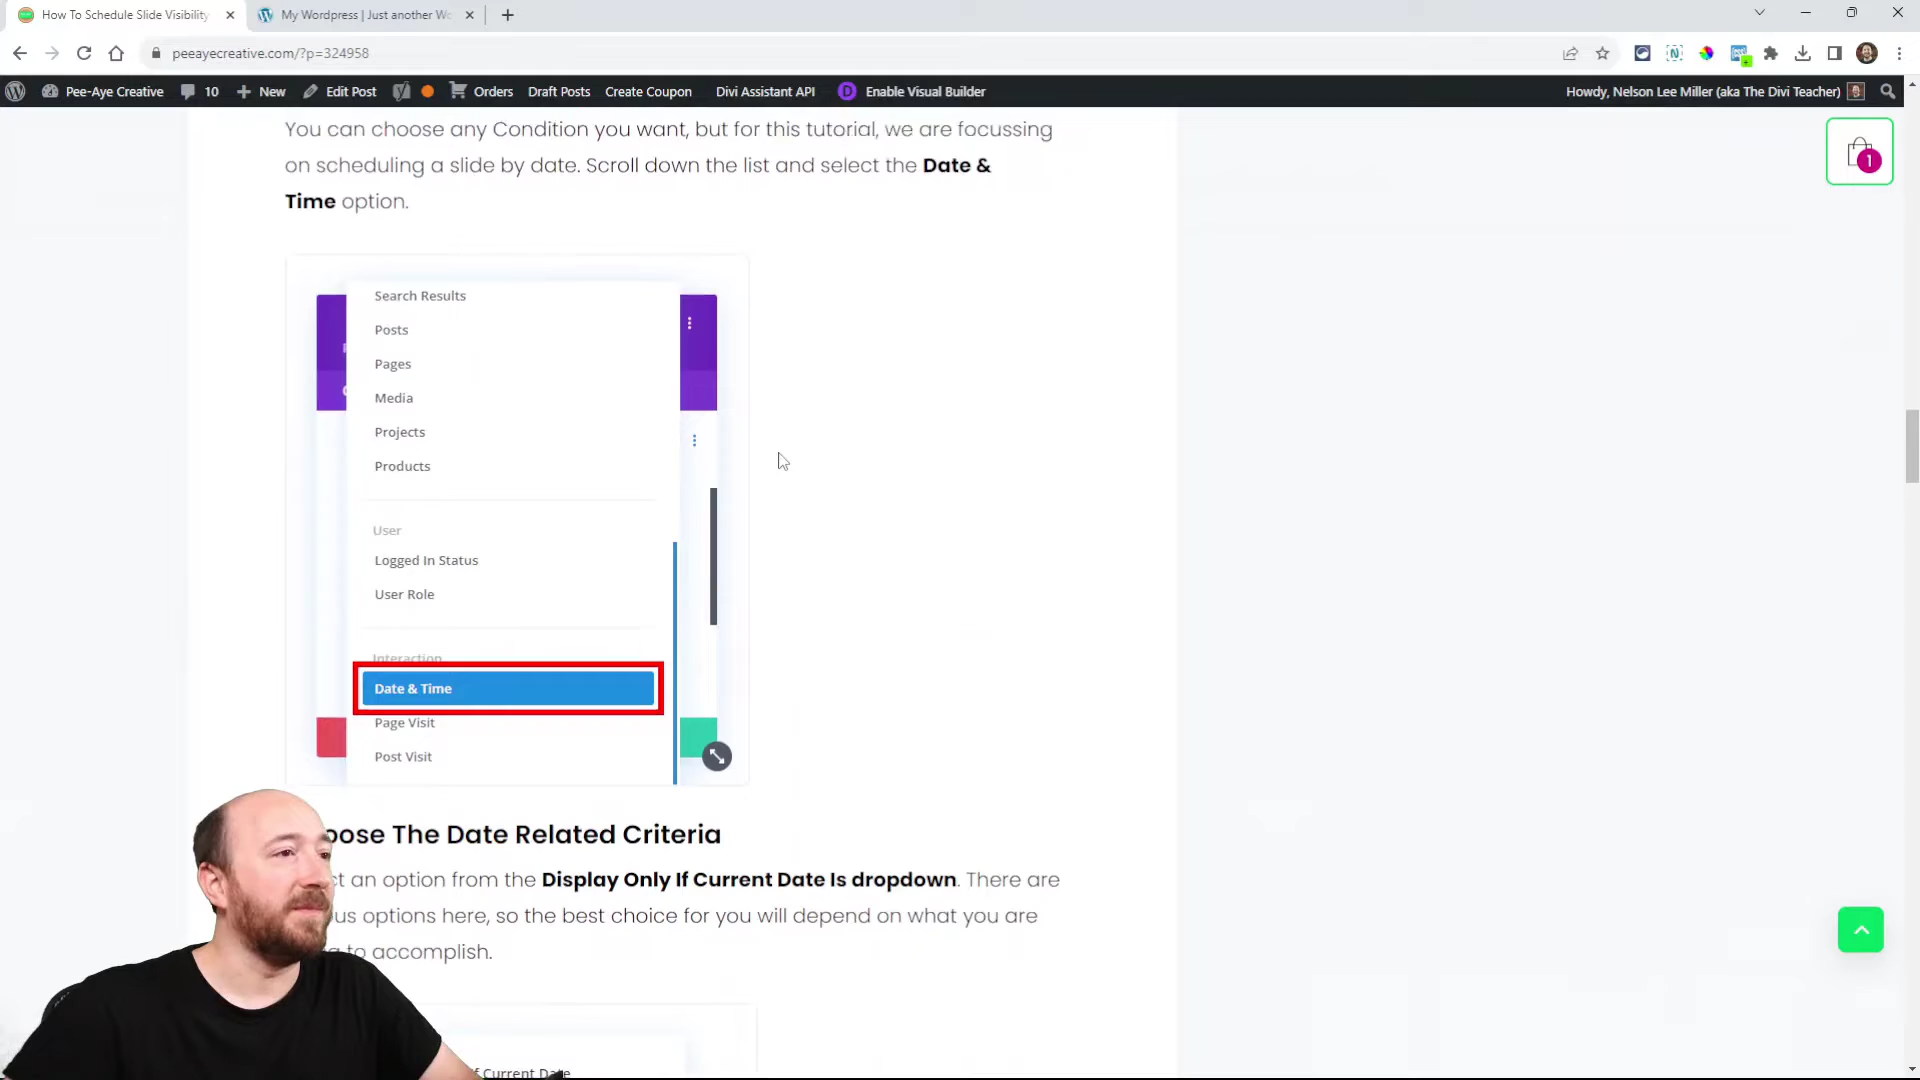 How To Schedule Slide Visibility
My Wordpress | Just another Wo
peeayecreative.com/?p=324958
Pee-Aye Creative
10
New
Edit Post
Orders
Draft Posts
Create Coupon
Divi Assistant API
D
Enable Visual Builder
Howdy, Nelson Lee Miller (aka The Divi Teacher)
1
You can choose any Condition you want, but for this tutorial, we are focussing
on scheduling a slide by date. Scroll down the list and select the Date &
Time option.
Search Results
Posts
Pages
Media
Projects
Products
User
Logged In Status
User Role
Interaction
Date & Time
Page Visit
Post Visit
oose The Date Related Criteria
t an option from the Display Only If Current Date Is dropdown. There are
us options here, so the best choice for you will depend on what you are
to accomplish.
f Current Date